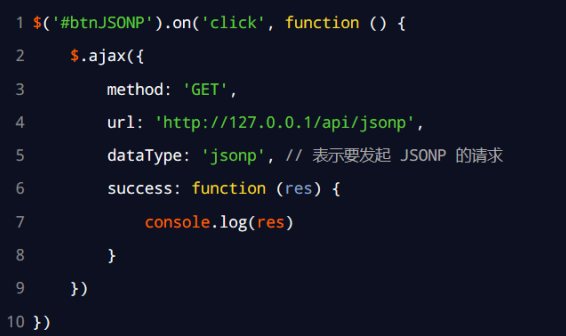 1 $('#btnJSONP').on('click', function () {
2 $.ajax({
3 method: 'GET',
4 url: 'http://127.0.0.1/api/jsonp',
5 dataType: 'jsonp', // 表示要发起 JSONP 的请求
6 success: function (res) {
7 console.log(res)
8 }
9 })
10 })